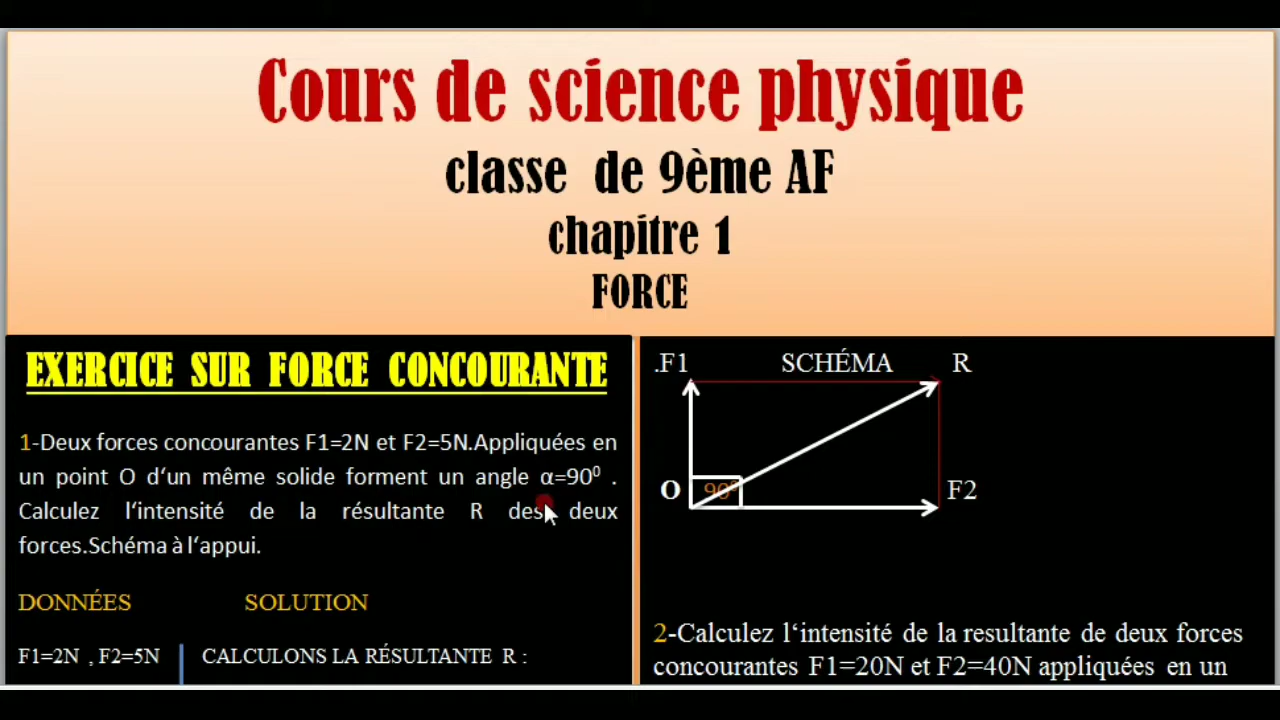 Cours de science physique
classe de 9ème AF
chapitre 1
FORCE
EXERCICE SUR FORCE CONCOURANTE
1-Deux forces concourantes F1=2N et F2=5N.Appliquées en
un point O d‘un même solide forment un angle α=90⁰ .
Calculez l‘intensité de la résultante R des deux
forces.Schéma à l‘appui.
DONNÉES SOLUTION
F1=2N , F2=5N CALCULONS LA RÉSULTANTE R :
.F1 SCHÉMA R
O 90⁰ F2
2-Calculez l‘intensité de la resultante de deux forces
concourantes F1=20N et F2=40N appliquées en un